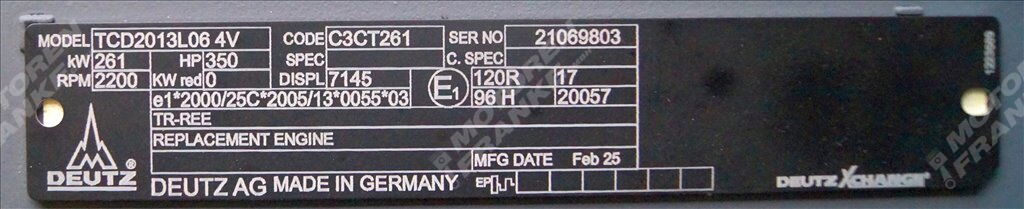 MODEL TCD2013L06 4V CODE C3CT261 SER NO 21069803
kW 261 HP 350 SPEC C. SPEC
RPM 2200 KW red 0 DISPL 7145 E1 120R 17
e1*2000/25C*2005/13*0055*03 96 H 20057
TR-REE
REPLACEMENT ENGINE
MFG DATE Feb 25
DEUTZ ® DEUTZ AG MADE IN GERMANY EP DEUTZ XCHANGE®
MOTOREI FRANKE